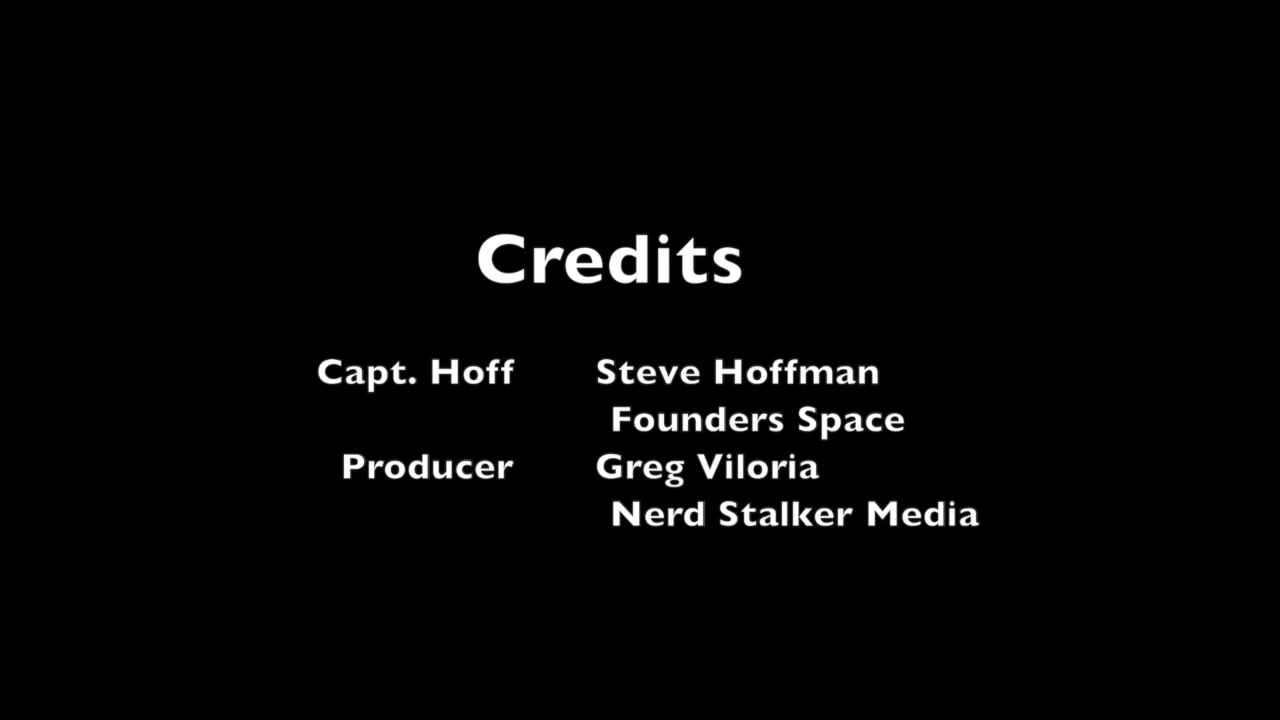 Credits
Capt. Hoff Steve Hoffman
Founders Space
Producer Greg Viloria
Nerd Stalker Media